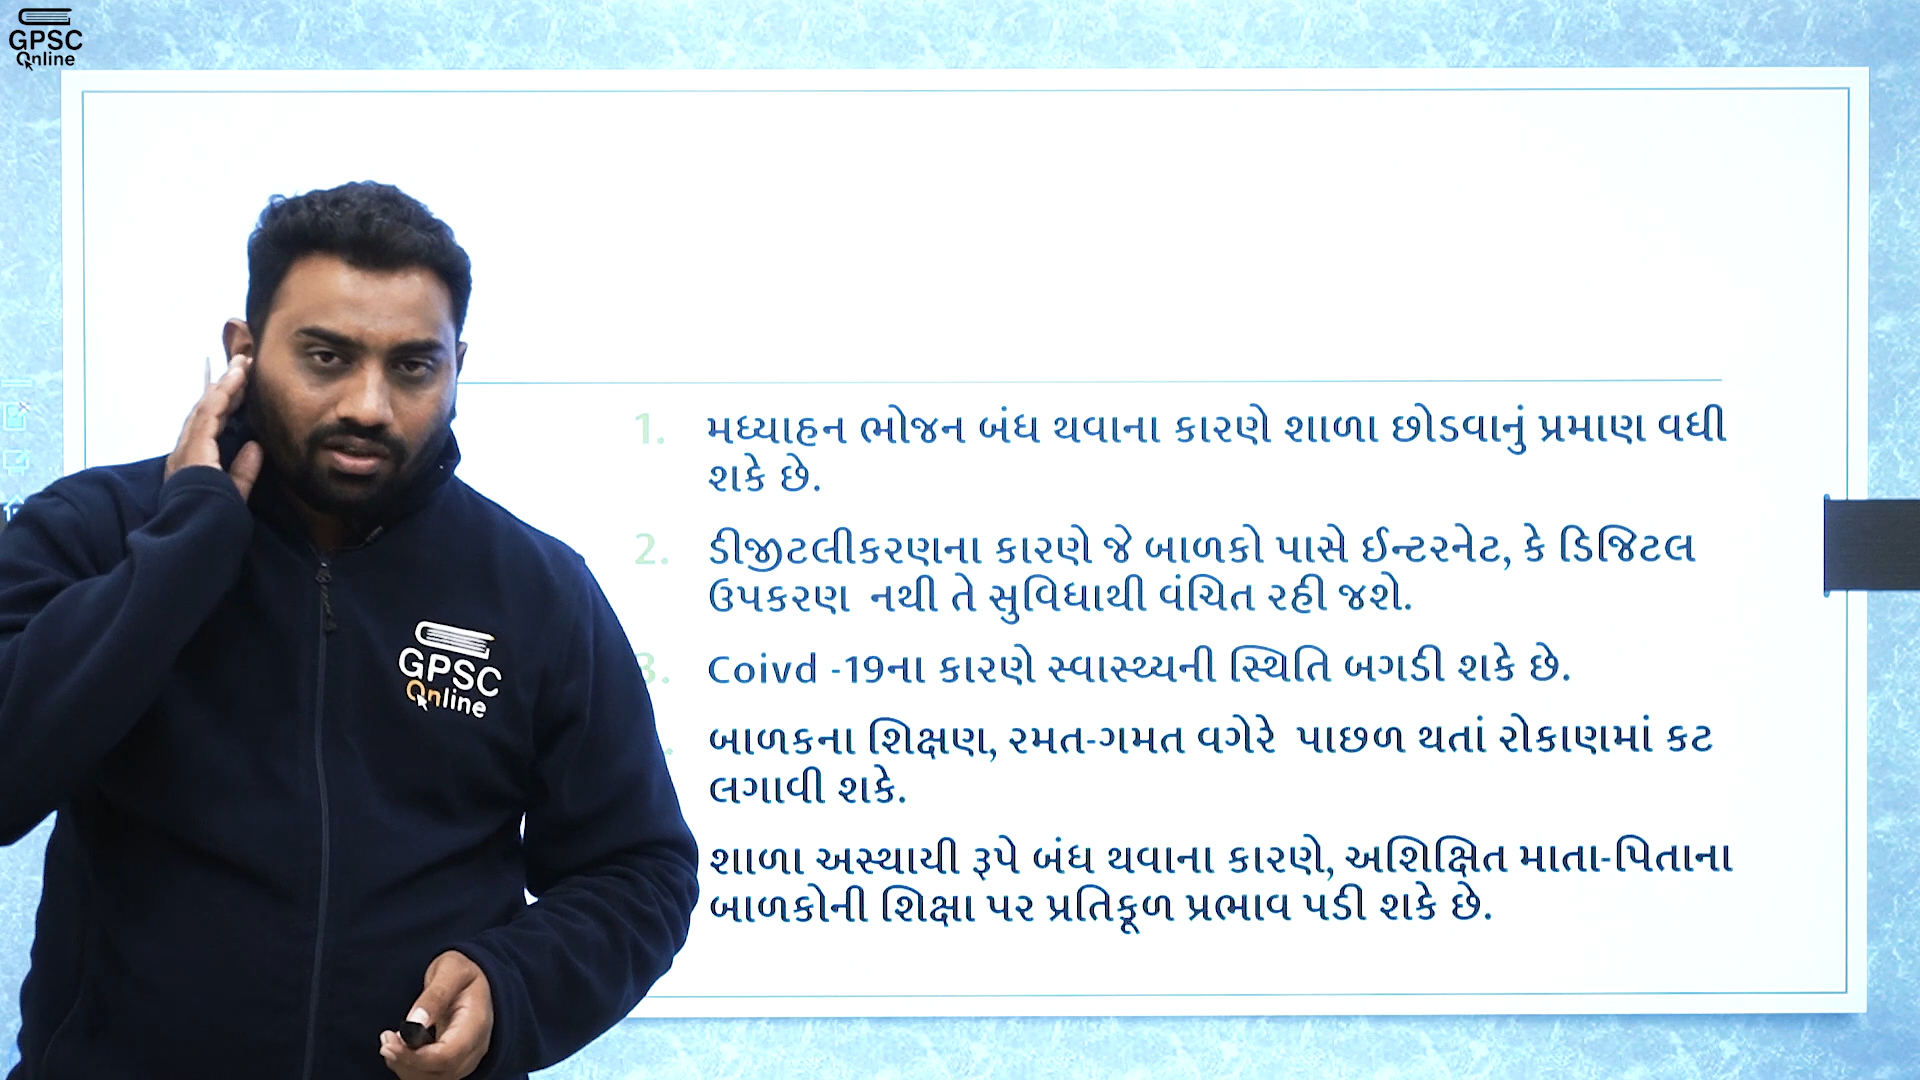 GPSC
Online
1. મધ્યાહન ભોજન બંધ થવાના કારણે શાળા છોડવાનું પ્રમાણ વધી
શકે છે.
2. ડીજીટલીકરણના કારણે જે બાળકો પાસે ઈન્ટરનેટ, કે ડિજિટલ
ઉપકરણ નથી તે સુવિધાથી વંચિત રહી જશે.
3. Coivd -19ના કારણે સ્વાસ્થ્યની સ્થિતિ બગડી શકે છે.
બાળકના શિક્ષણ, રમત-ગમત વગેરે પાછળ થતાં રોકાણમાં કટ
લગાવી શકે.
શાળા અસ્થાયી રૂપે બંધ થવાના કારણે, અશિક્ષિત માતા-પિતાના
બાળકોની શિક્ષા પર પ્રતિકૂળ પ્રભાવ પડી શકે છે.
GPSC
Online